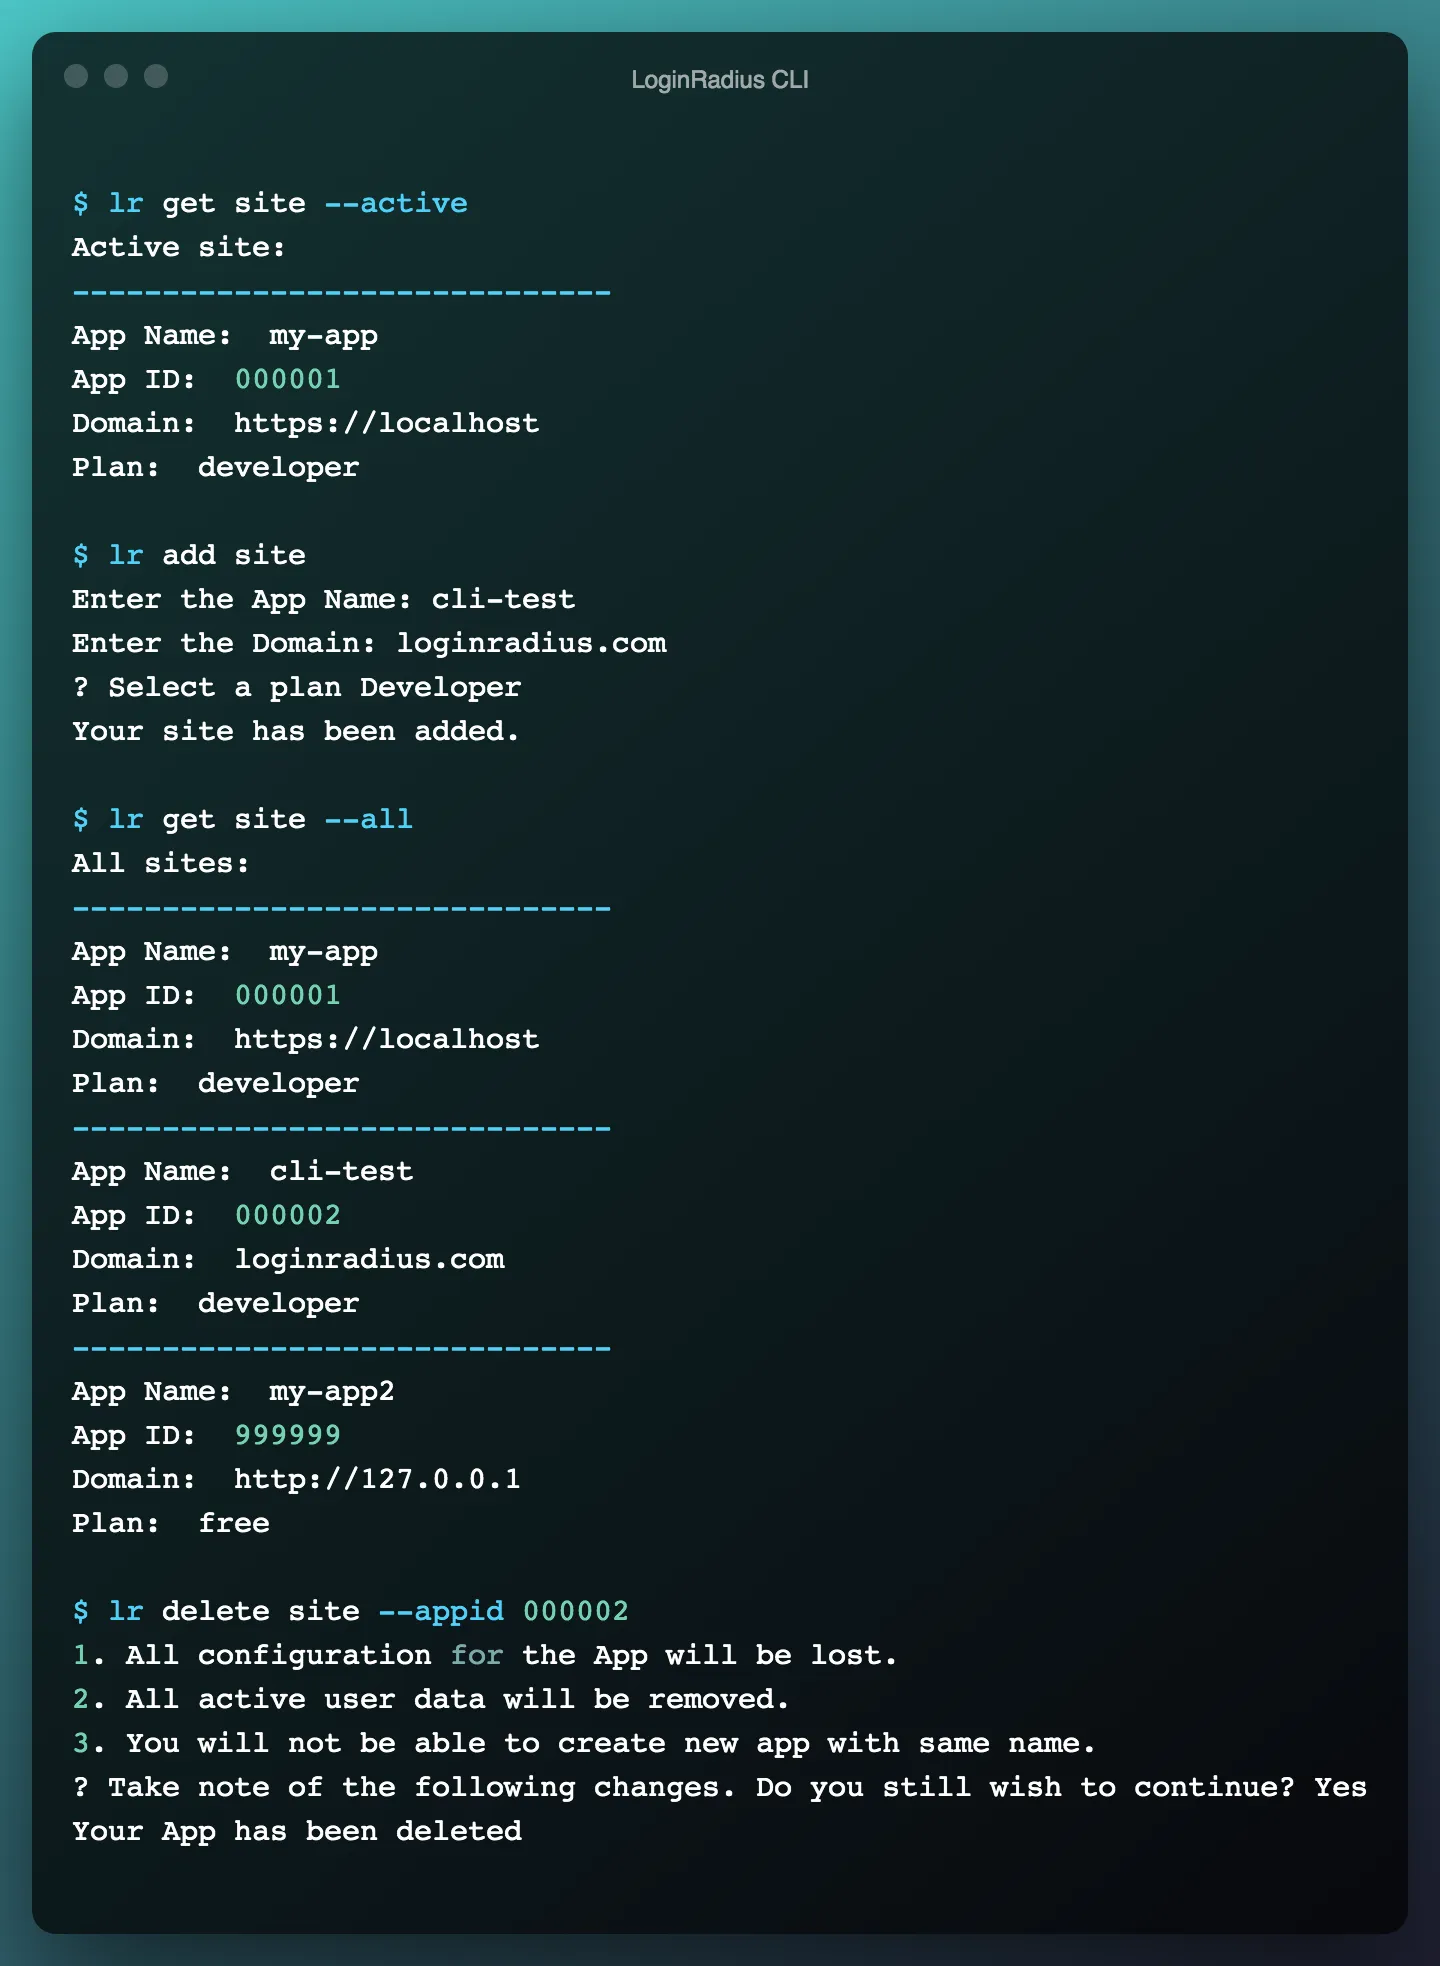 LoginRadius CLI
$ lr get site --active
Active site:
------------------------------
App Name:  my-app
App ID:  000001
Domain:  https://localhost
Plan:  developer
$ lr add site
Enter the App Name: cli-test
Enter the Domain: loginradius.com
? Select a plan Developer
Your site has been added.
$ lr get site --all
All sites:
------------------------------
App Name:  my-app
App ID:  000001
Domain:  https://localhost
Plan:  developer
------------------------------
App Name:  cli-test
App ID:  000002
Domain:  loginradius.com
Plan:  developer
------------------------------
App Name:  my-app2
App ID:  999999
Domain:  http://127.0.0.1
Plan:  free
$ lr delete site --appid 000002
1. All configuration for the App will be lost.
2. All active user data will be removed.
3. You will not be able to create new app with same name.
? Take note of the following changes. Do you still wish to continue? Yes
Your App has been deleted